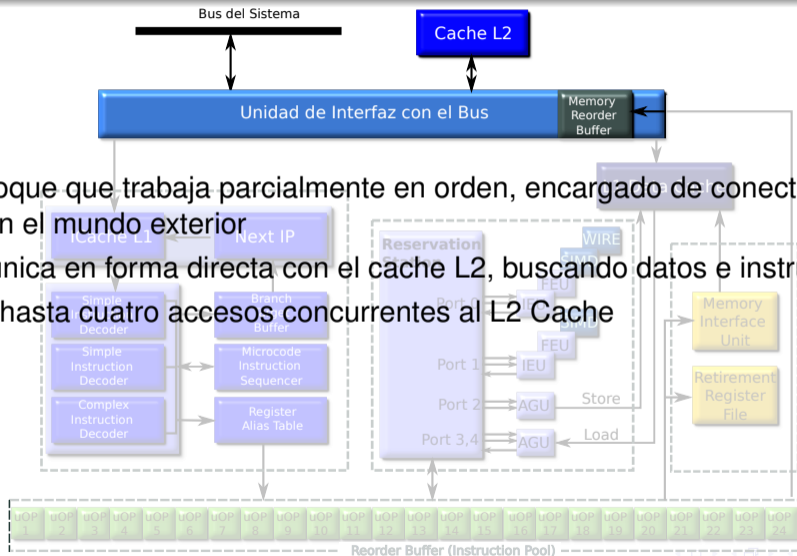 Bus del Sistema
Cache L2
Unidad de Interfaz con el Bus
Memory
Reorder
Buffer
oque que trabaja parcialmente en orden, encargado de conect
n el mundo exterior
única en forma directa con el cache L2, buscando datos e instru
hasta cuatro accesos concurrentes al L2 Cache
ICache L1
Next IP
Simple
Instruction
Decoder
Simple
Instruction
Decoder
Complex
Instruction
Decoder
Branch
Buffer
Microcode
Instruction
Sequencer
Register
Alias Table
Reservation
WIRE
SIMD
FEU
Port 0
IEU
SIMD
FEU
Port 1
IEU
Port 2
AGU
Store
Port 3,4
AGU
Load
Memory
Interface
Unit
Retirement
Register
File
uOP uOP uOP uOP uOP uOP uOP uOP uOP uOP uOP uOP uOP uOP uOP uOP uOP uOP uOP uOP uOP uOP uOP uOP
1 2 3 4 5 6 7 8 9 10 11 12 13 14 15 16 17 18 19 20 21 22 23 24
Reorder Buffer (Instruction Pool)